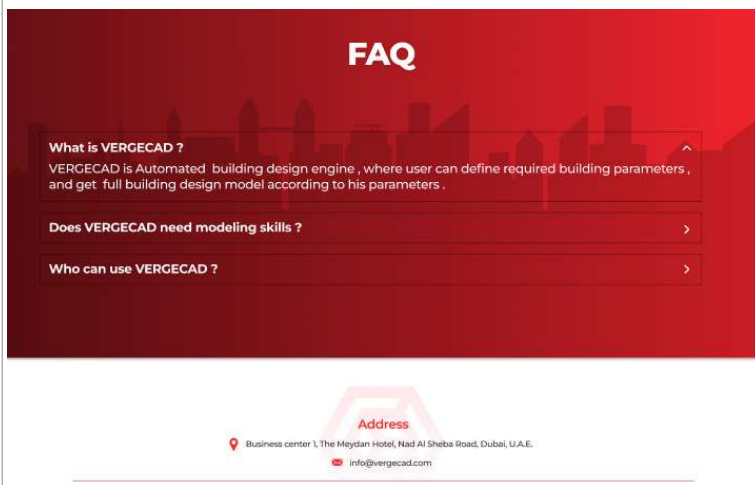 FAQ
What is VERGECAD ?
VERGECAD is Automated  building design engine , where user can define required building parameters ,
and get  full building design model according to his parameters .
Does VERGECAD need modeling skills ?
Who can use VERGECAD ?
Address
Business center 1, The Meydan Hotel, Nad Al Sheba Road, Dubai, U.A.E.
info@vergecad.com